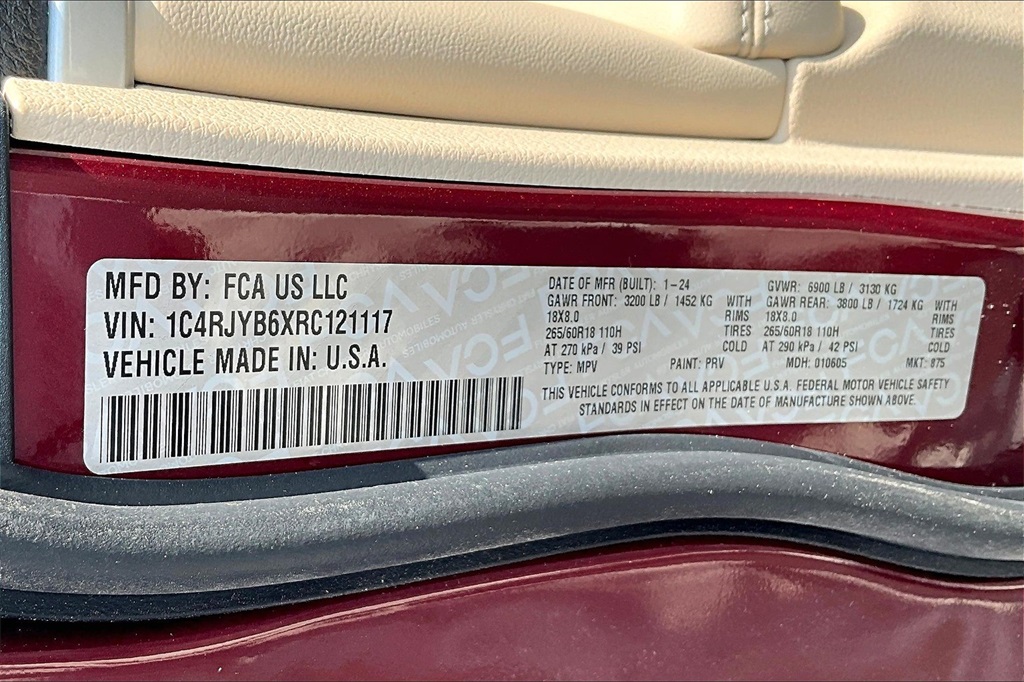 MFD BY: FCA US LLC
VIN: 1C4RJYB6XRC121117
VEHICLE MADE IN: U.S.A.
DATE OF MFR (BUILT): 1-24 GVWR: 6900 LB / 3130 KG
GAWR FRONT: 3200 LB / 1452 KG WITH GAWR REAR: 3800 LB / 1724 KG WITH
18X8.0 RIMS 18X8.0 RIMS
265/60R18 110H TIRES 265/60R18 110H TIRES
AT 270 kPa / 39 PSI COLD AT 290 kPa / 42 PSI COLD
TYPE: MPV PAINT: PRV MDH: 010605 MKT: 875
THIS VEHICLE CONFORMS TO ALL APPLICABLE U.S.A. FEDERAL MOTOR VEHICLE SAFETY
STANDARDS IN EFFECT ON THE DATE OF MANUFACTURE SHOWN ABOVE.